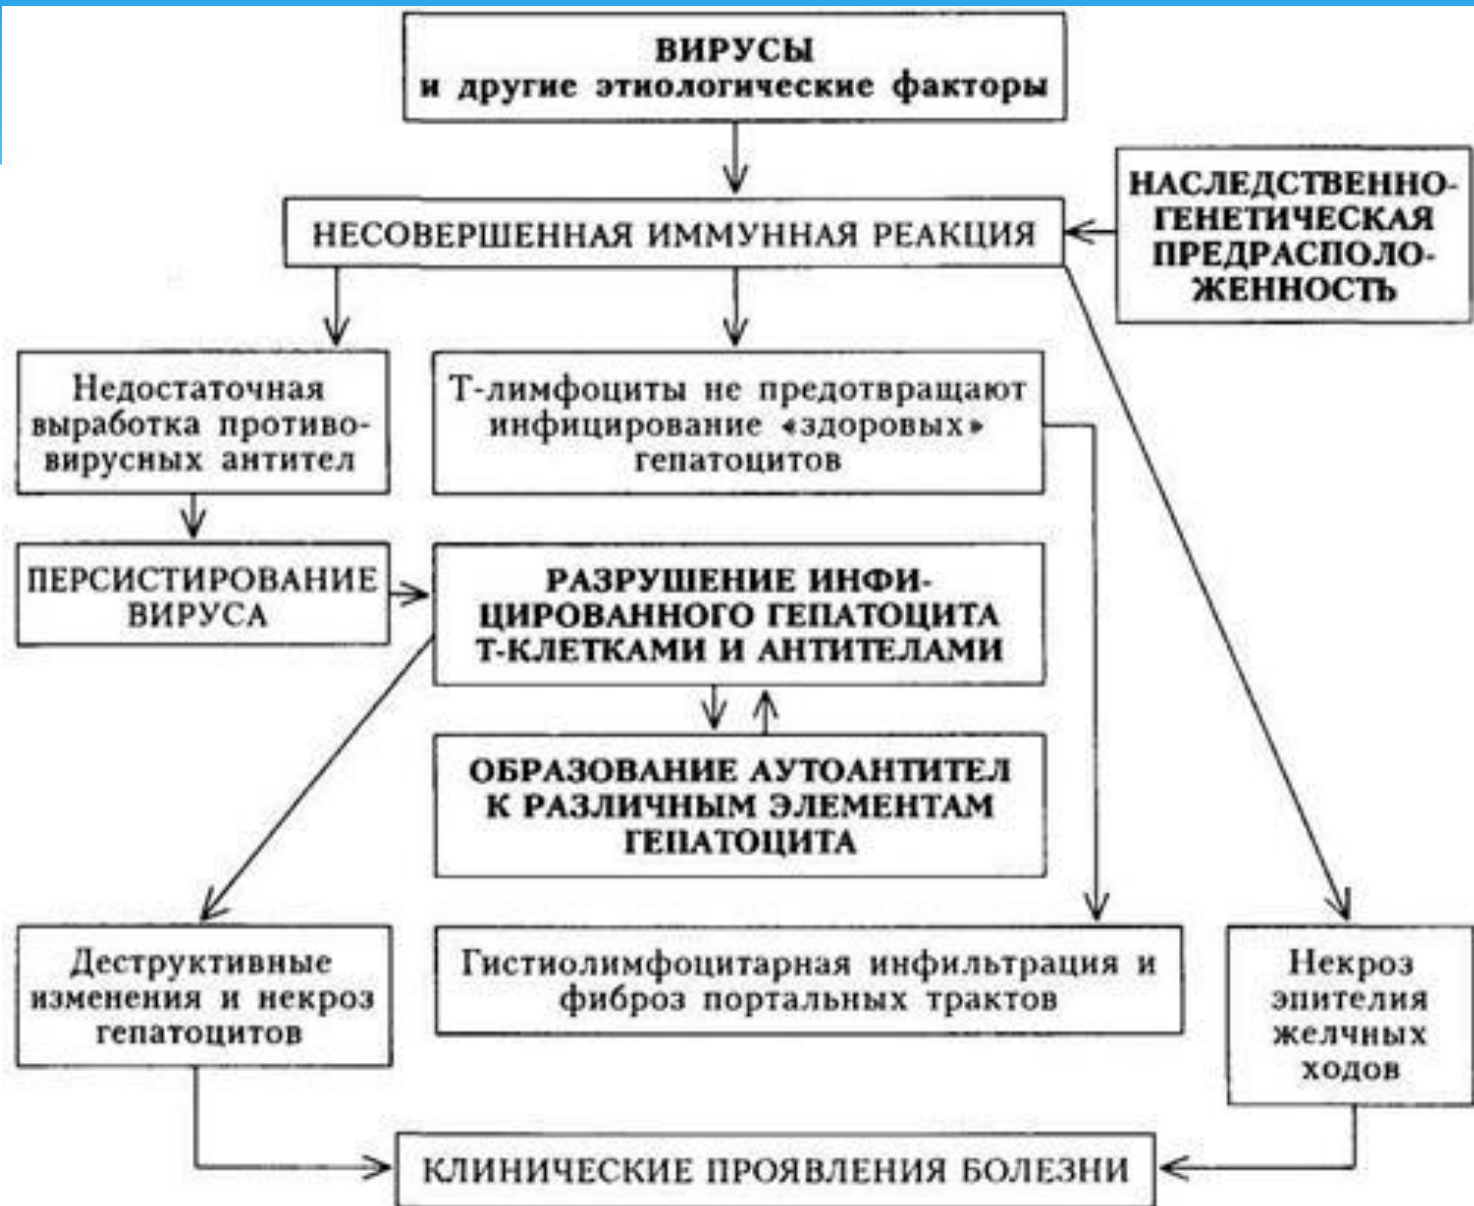 ВИРУСЫ
и другие этиологические факторы
НАСЛЕДСТВЕННО-
ГЕНЕТИЧЕСКАЯ
ПРЕДРАСПОЛО-
ЖЕННОСТЬ
НЕСОВЕРШЕННАЯ ИММУННАЯ РЕАКЦИЯ
Недостаточная
выработка противо-
вирусных антител
Т-лимфоциты не предотвращают
инфицирование «здоровых»
гепатоцитов
ПЕРСИСТИРОВАНИЕ
ВИРУСА
РАЗРУШЕНИЕ ИНФИ-
ЦИРОВАННОГО ГЕПАТОЦИТА
Т-КЛЕТКАМИ И АНТИТЕЛАМИ
ОБРАЗОВАНИЕ АУТОАНТИТЕЛ
К РАЗЛИЧНЫМ ЭЛЕМЕНТАМ
ГЕПАТОЦИТА
Деструктивные
изменения и некроз
гепатоцитов
Гистиолимфоцитарная инфильтрация и
фиброз портальных трактов
Некроз
эпителия
желчных
ходов
КЛИНИЧЕСКИЕ ПРОЯВЛЕНИЯ БОЛЕЗНИ